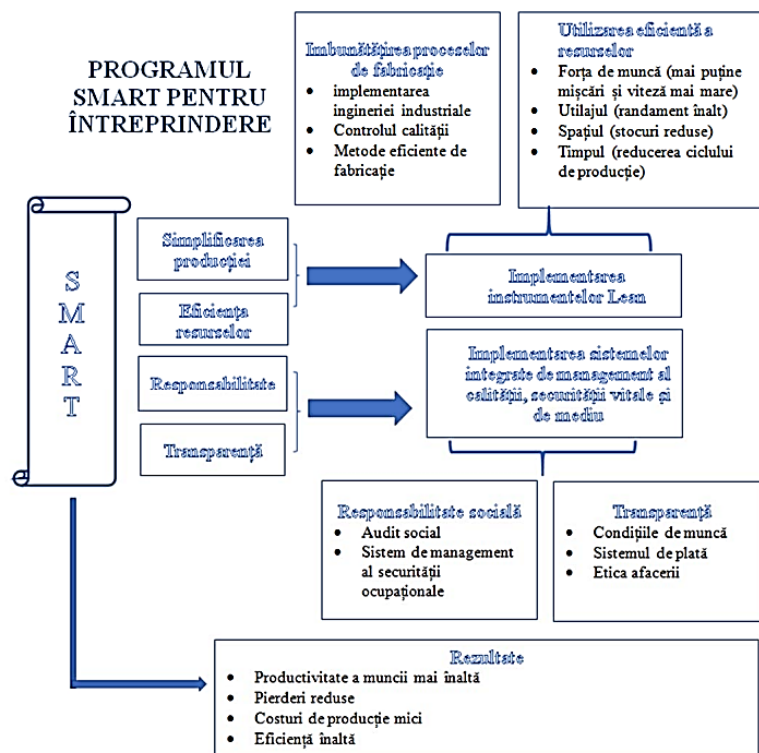 PROGRAMUL
SMART PENTRU
ÎNTREPRINDERE
Imbunătățirea proceselor
de fabricație
• implementarea
ingineriei industriale
• Controlul calității
• Metode eficiente de
fabricație
Utilizarea eficientă a
resurselor
• Forța de muncă (mai puține
mișcări și viteză mai mare)
• Utilajul (randament înalt)
• Spațiul (stocuri reduse)
• Timpul (reducerea ciclului
de producție)
S
M
A
R
T
Simplificarea
producției
Eficiența
resurselor
Responsabilitate
Transparență
Implementarea
instrumentelor Lean
Implementarea sistemelor
integrate de management al
calității, securității vitale și
de mediu
Responsabilitate socială
• Audit social
• Sistem de management
al securității
ocupaționale
Transparență
• Condițiile de muncă
• Sistemul de plată
• Etica afacerii
Rezultate
• Productivitate a muncii mai înaltă
• Pierderi reduse
• Costuri de producție mici
• Eficiență înaltă